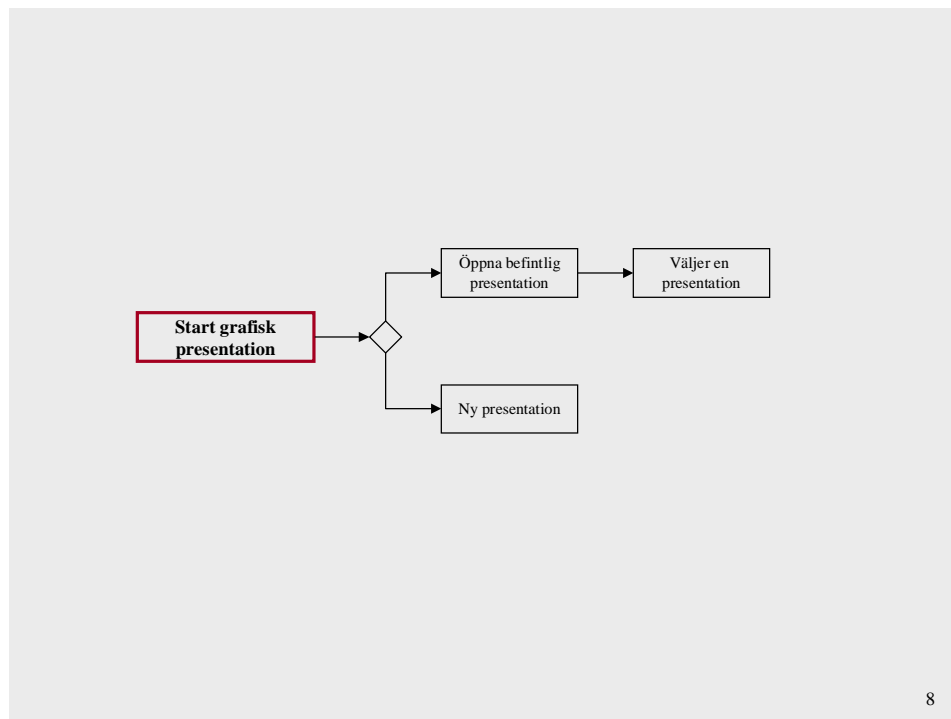 Öppna befintlig
presentation
Väljer en
presentation
Start grafisk
presentation
Ny presentation
8